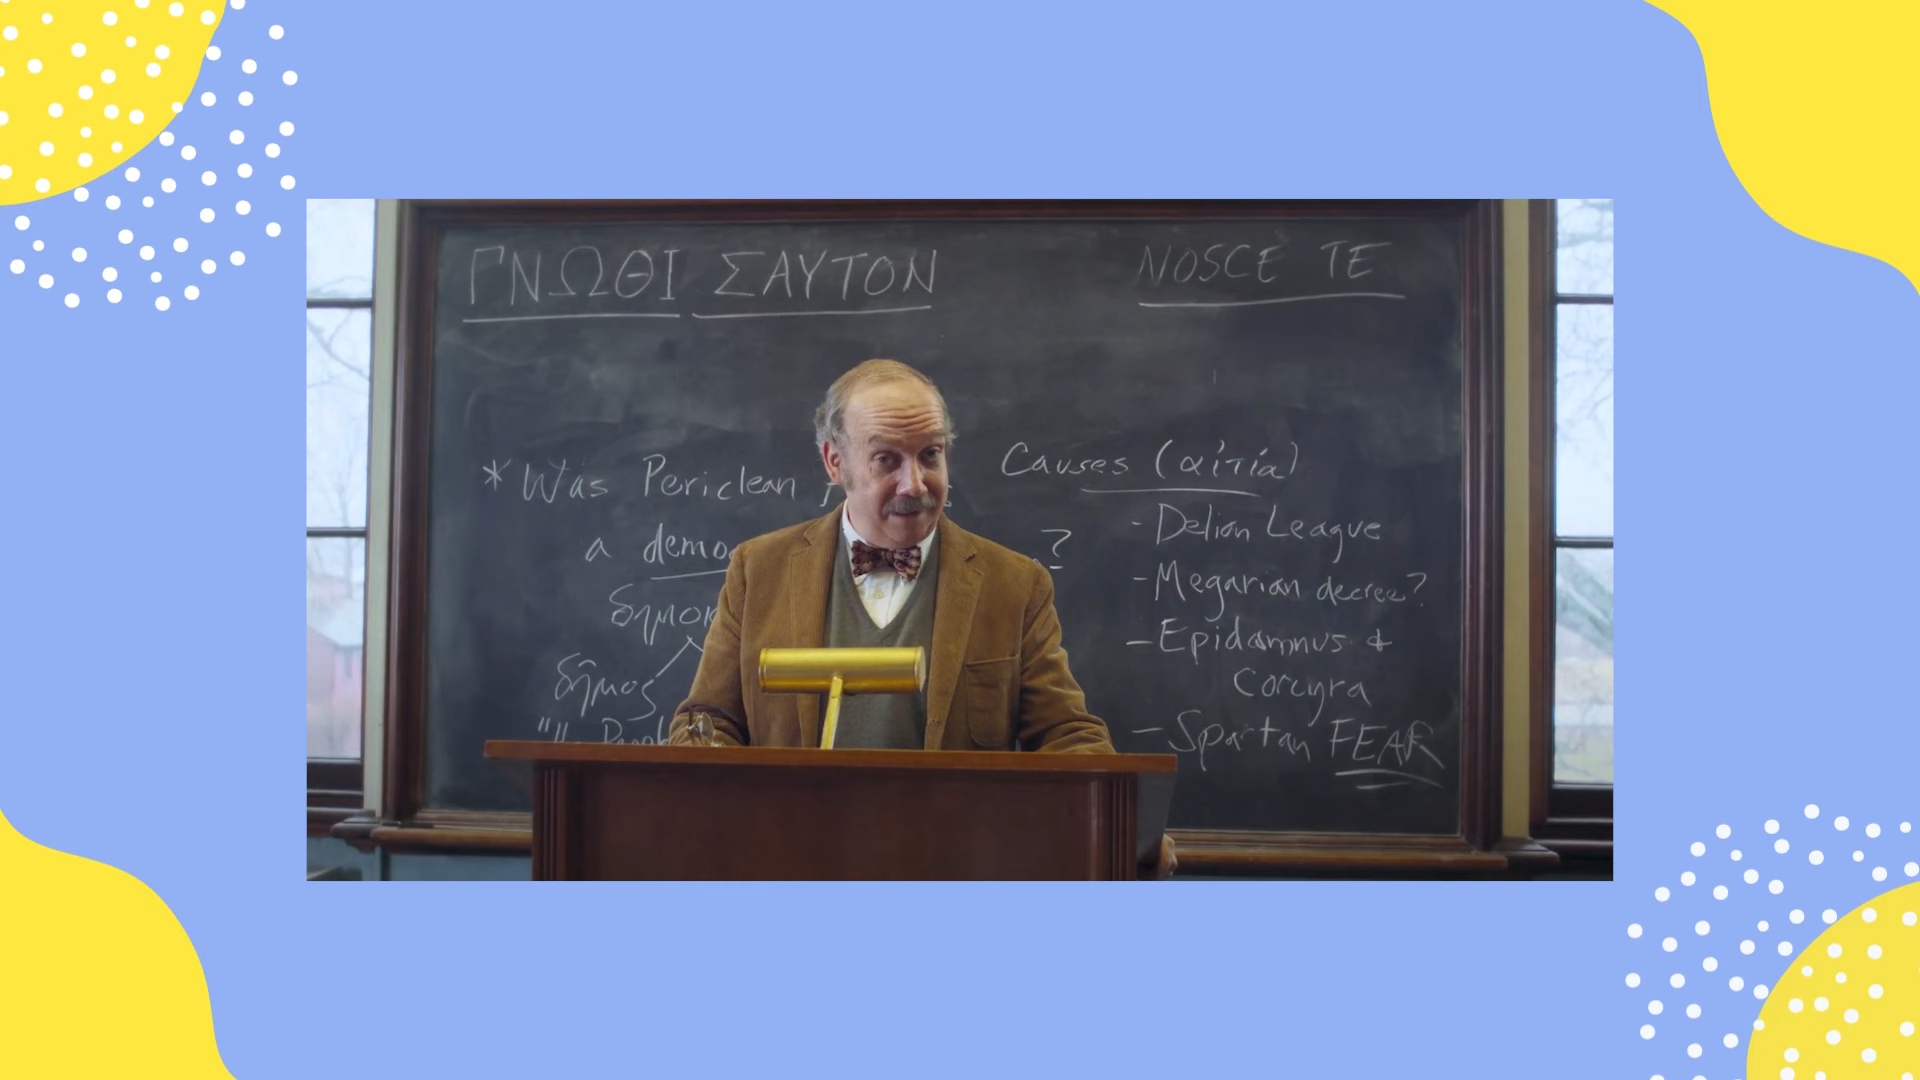 ΓΝΩΘΙ ΣΑΥΤΟΝ
NOSCE TE
* Was Periclean
a demo
?
δημοκ
δῆμος
Causes (αἰτία)
- Delian League
- Megarian decree?
- Epidamnus &
Corcyra
- Spartan FEAR